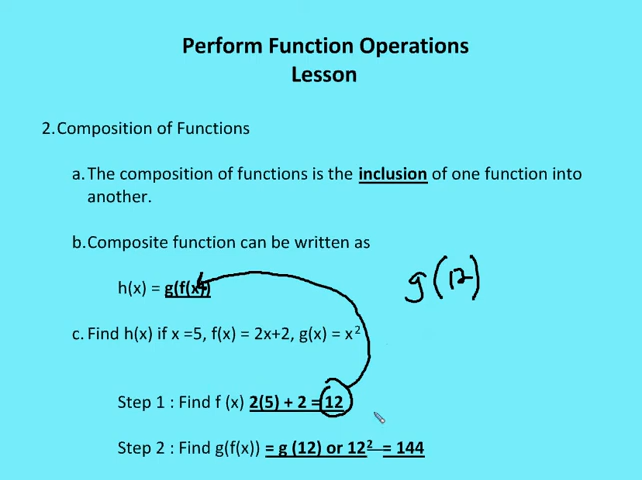 Perform Function Operations
Lesson
2. Composition of Functions
a. The composition of functions is the inclusion of one function into
another.
b. Composite function can be written as
h(x) = g(f(x))
g(12)
c. Find h(x) if x =5, f(x) = 2x+2, g(x) = x²
Step 1 : Find f (x) 2(5) + 2 = 12
Step 2 : Find g(f(x)) = g (12) or 12² = 144